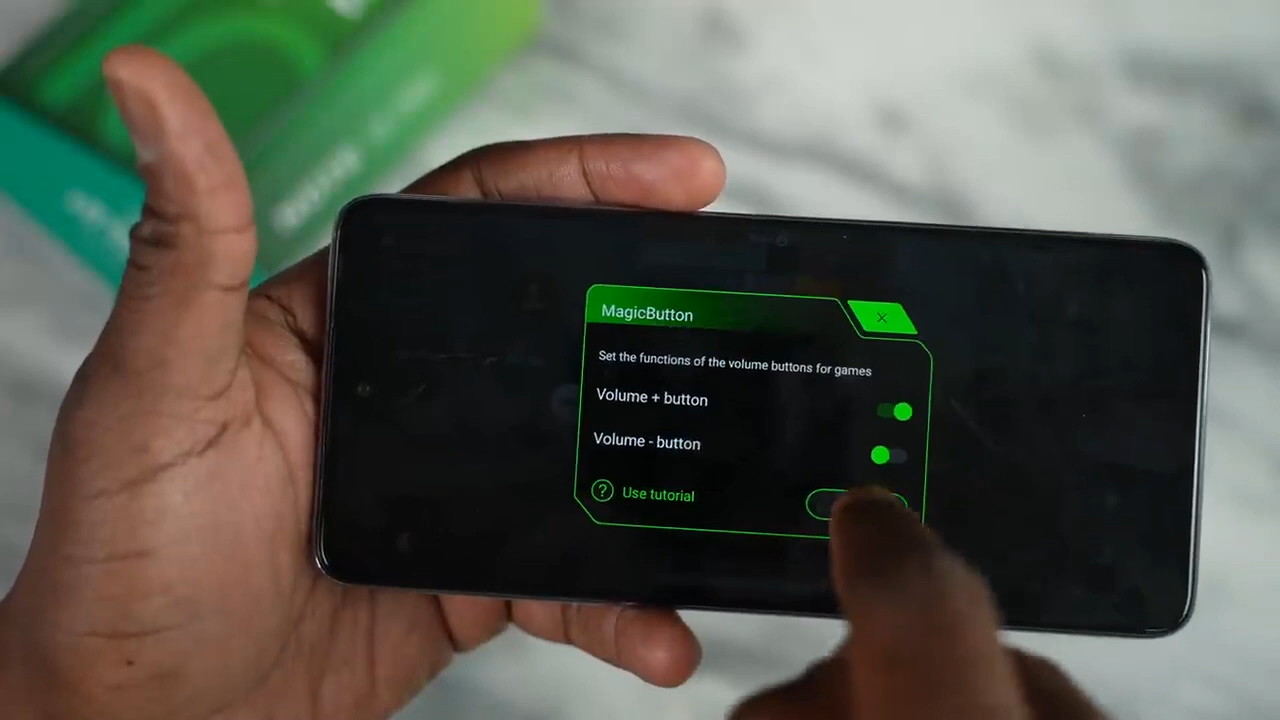 MagicButton
Set the functions of the volume buttons for games
Volume + button
Volume - button
? Use tutorial